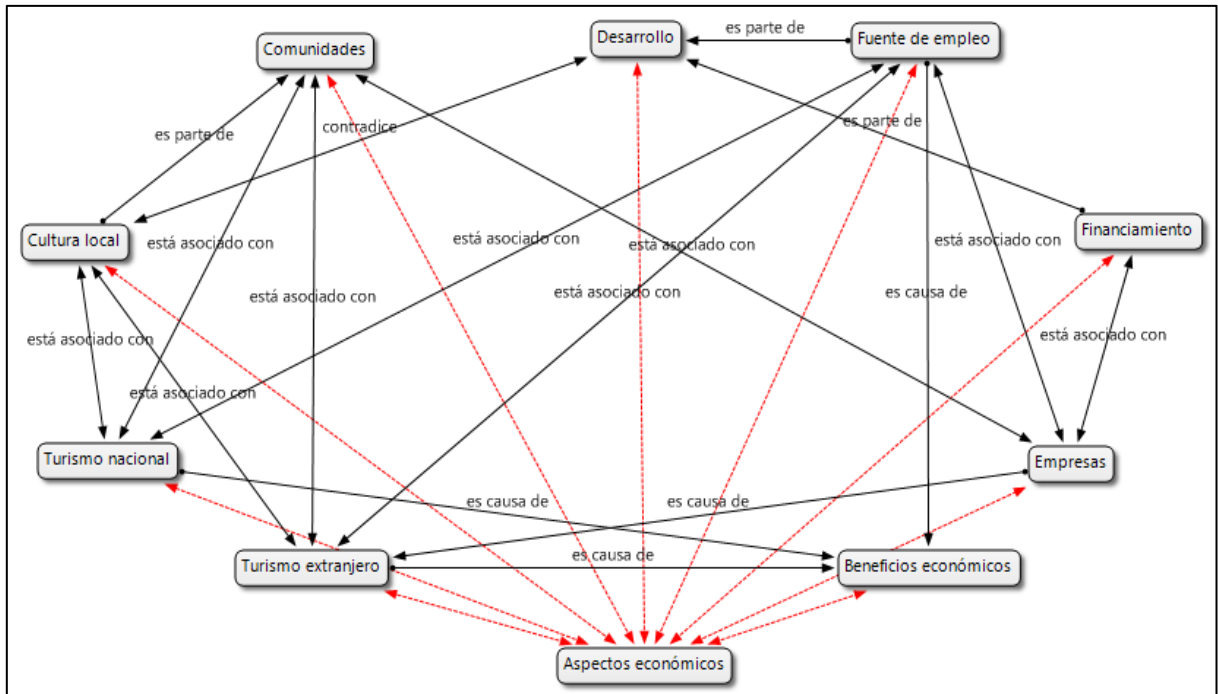 Desarrollo
es parte de
Fuente de empleo
Comunidades
es parte de
contradice
es parte de
Cultura local
está asociado con
está asociado con
está asociado con
está asociado con
Financiamiento
está asociado con
está asociado con
es causa de
está asociado con
está asociado con
está asociado con
Turismo nacional
Empresas
es causa de
es causa de
Turismo extranjero
es causa de
Beneficios económicos
Aspectos económicos